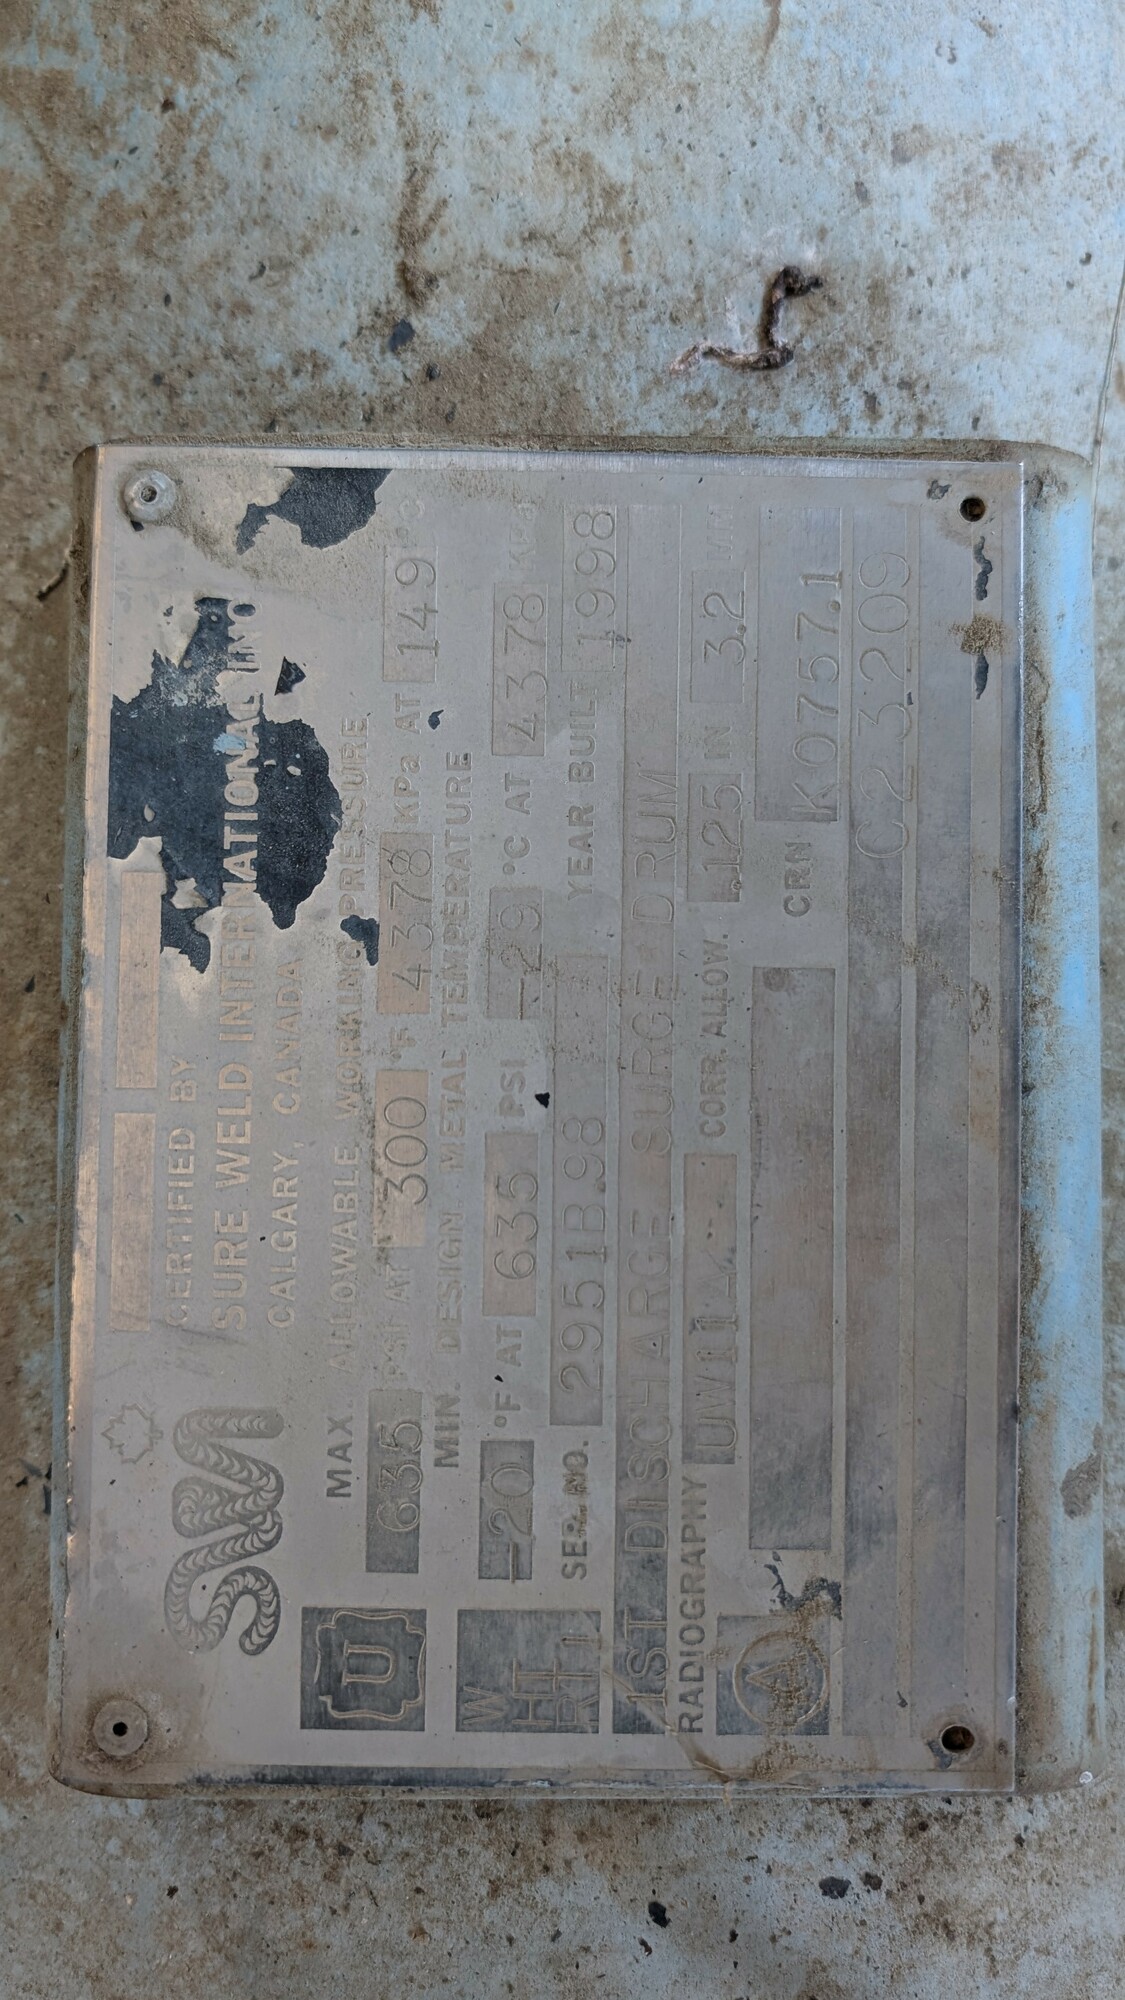 CERTIFIED BY
SURE WELD INTERNATIONAL INC
CALGARY, CANADA
MAX. ALLOWABLE WORKING PRESSURE
635 PSI AT 300 °F 4378 KPa AT 149 °C
MIN. DESIGN METAL TEMPERATURE
-20 °F AT 635 PSI -29 °C AT 4378 KPa
SER. NO. 2951B.98 YEAR BUILT 1998
1ST DISCHARGE SURGE DRUM
RADIOGRAPHY UW11A CORR. ALLOW. .125 IN 3.2 MM
CRN K0757.1
C23209
U
W
HT
RT 1
A